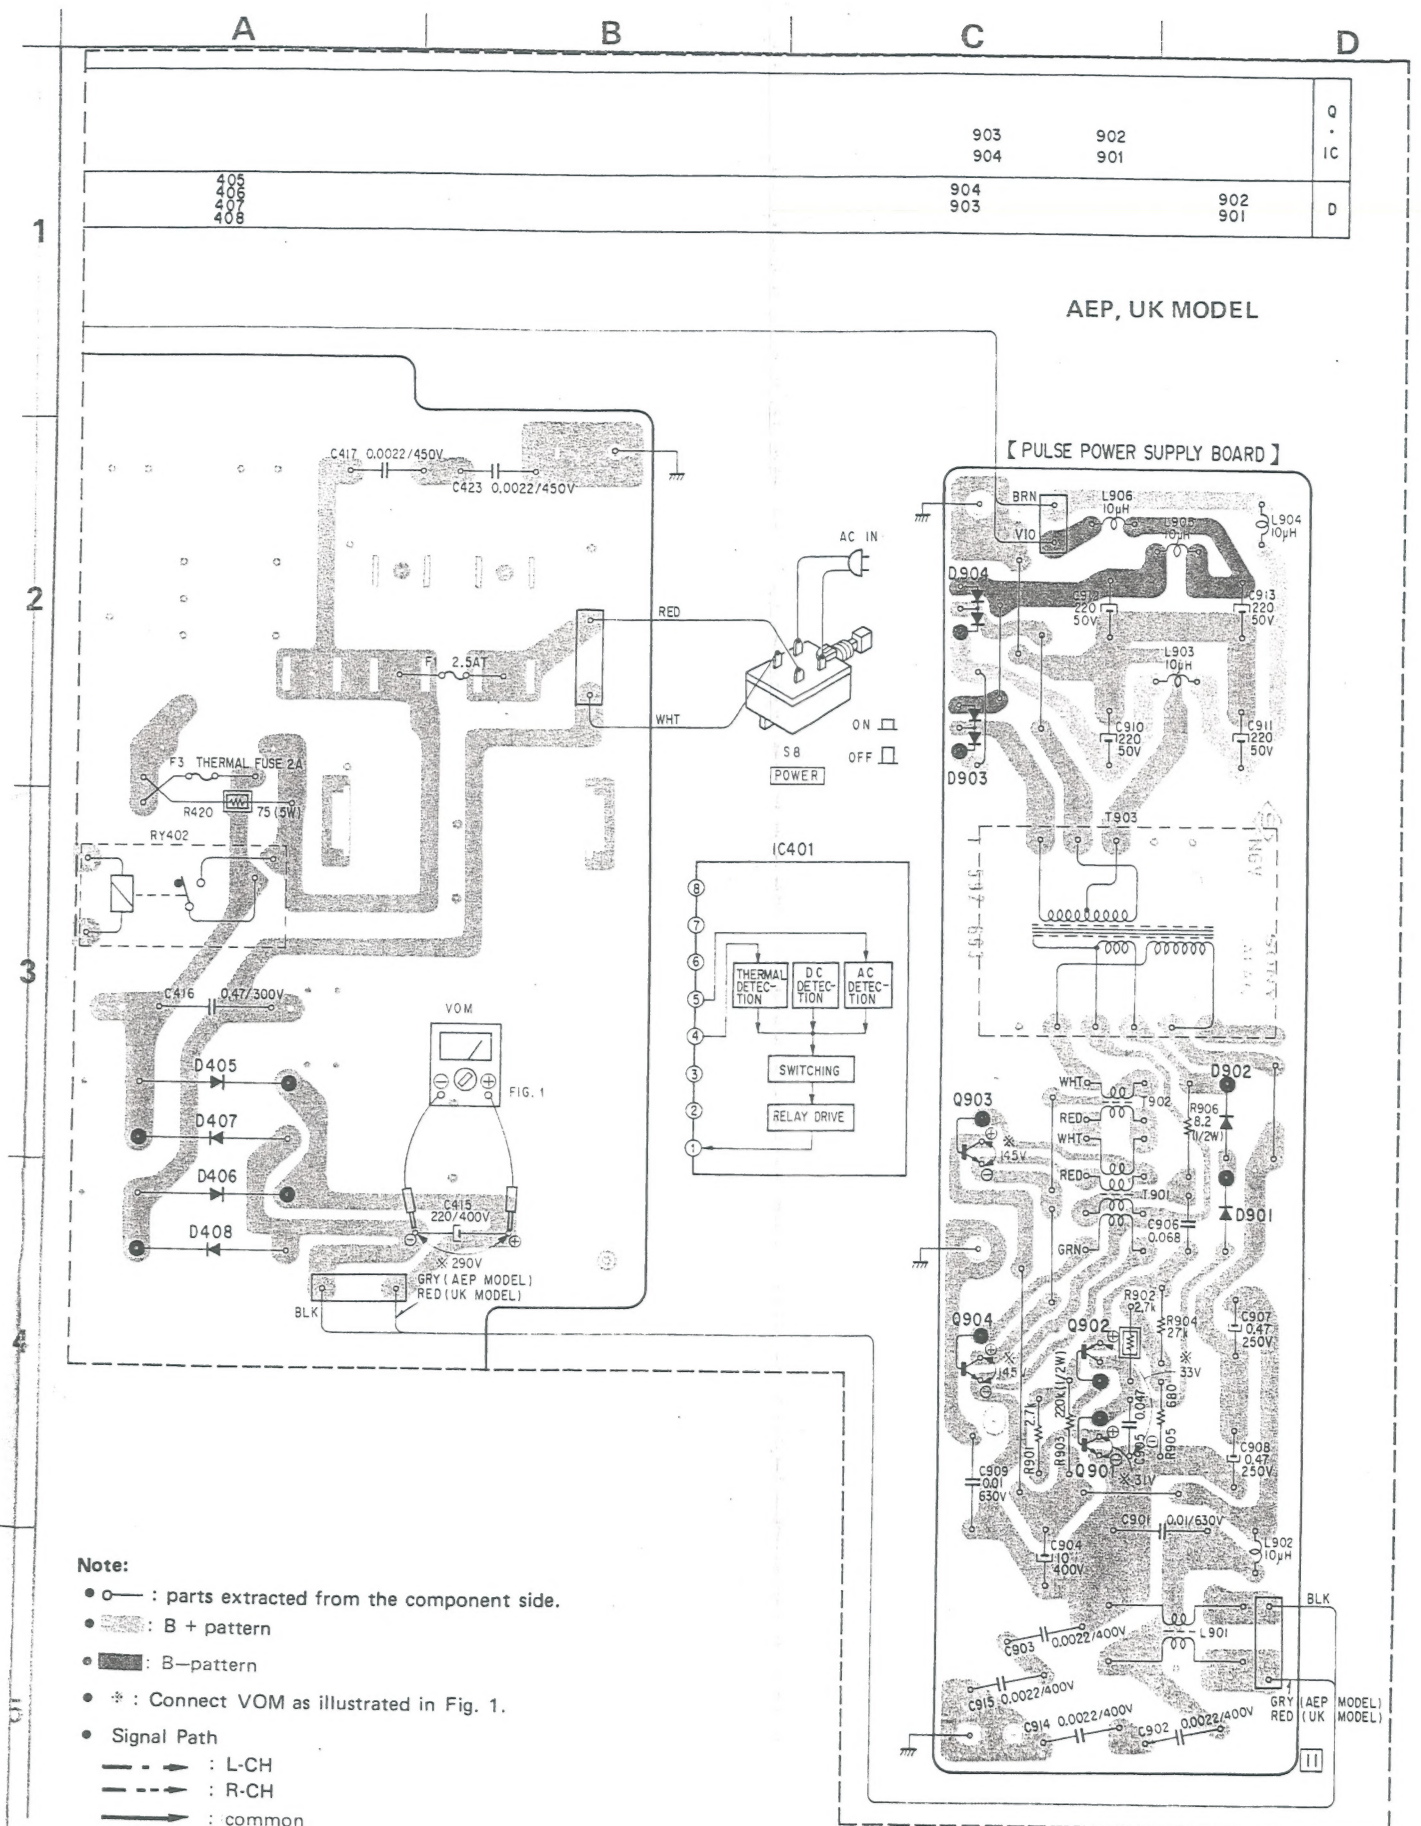 A
B
C
D
Q
·
IC
903 902
904 901
405
406
407
408
904
903
902
901
D
1
AEP, UK MODEL
【PULSE POWER SUPPLY BOARD】
C417 0.0022/450V
C423 0.0022/450V
BRN
VIO
L906
10μH
L905
10μH
L904
10μH
AC IN
2
D904
C912
220
50V
C913
220
50V
RED
F1 2.5AT
L903
10μH
WHT
ON
OFF
S8
POWER
C910
220
50V
C911
220
50V
D903
F3 THERMAL FUSE 2A
R420 75 (5W)
RY402
T903
IC401
8
7
6
5
4
3
2
1
THERMAL
DETEC-
TION
DC
DETEC-
TION
AC
DETEC-
TION
SWITCHING
RELAY DRIVE
3
C416 0.47/300V
VOM
FIG. 1
D405
D407
D406
D408
C415
220/400V
※ 290V
GRY (AEP MODEL)
RED (UK MODEL)
BLK
WHT
T902
RED
WHT
RED
T901
GRN
D902
R906
8.2
(1/2W)
Q903
※
145V
D901
C906
0.068
4
Q904
※
145V
Q902
R902
2.7k
R904
27k
C907
0.47
250V
※
33V
R901 2.7k
R903 220k(1/2W)
C905 0.047
R905 680
Q901
※ 31V
C908
0.47
250V
C909
0.01
630V
C901 0.01/630V
C904
10
400V
L902
10μH
BLK
L901
C903 0.0022/400V
C915 0.0022/400V
C914 0.0022/400V
C902 0.0022/400V
GRY (AEP MODEL)
RED (UK MODEL)
11
Note:
● : parts extracted from the component side.
● : B + pattern
● : B−pattern
● ※ : Connect VOM as illustrated in Fig. 1.
● Signal Path
: L-CH
: R-CH
: common